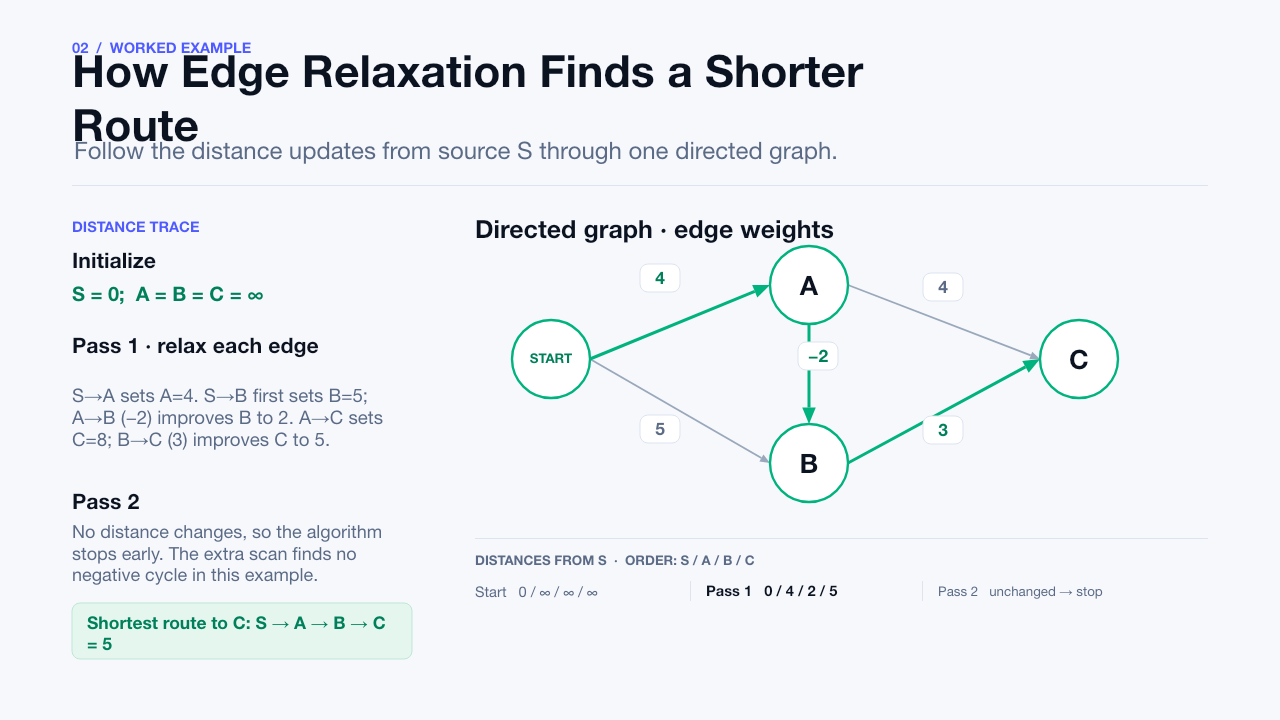 02 / WORKED EXAMPLE
How Edge Relaxation Finds a Shorter
Route
Follow the distance updates from source S through one directed graph.
DISTANCE TRACE
Initialize
S = 0; A = B = C = ∞
Pass 1 · relax each edge
S→A sets A=4. S→B first sets B=5;
A→B (−2) improves B to 2. A→C sets
C=8; B→C (3) improves C to 5.
Pass 2
No distance changes, so the algorithm
stops early. The extra scan finds no
negative cycle in this example.
Shortest route to C: S → A → B → C
= 5
Directed graph · edge weights
4
A
4
START
−2
C
5
3
B
DISTANCES FROM S · ORDER: S / A / B / C
Start 0 / ∞ / ∞ / ∞
Pass 1 0 / 4 / 2 / 5
Pass 2 unchanged → stop